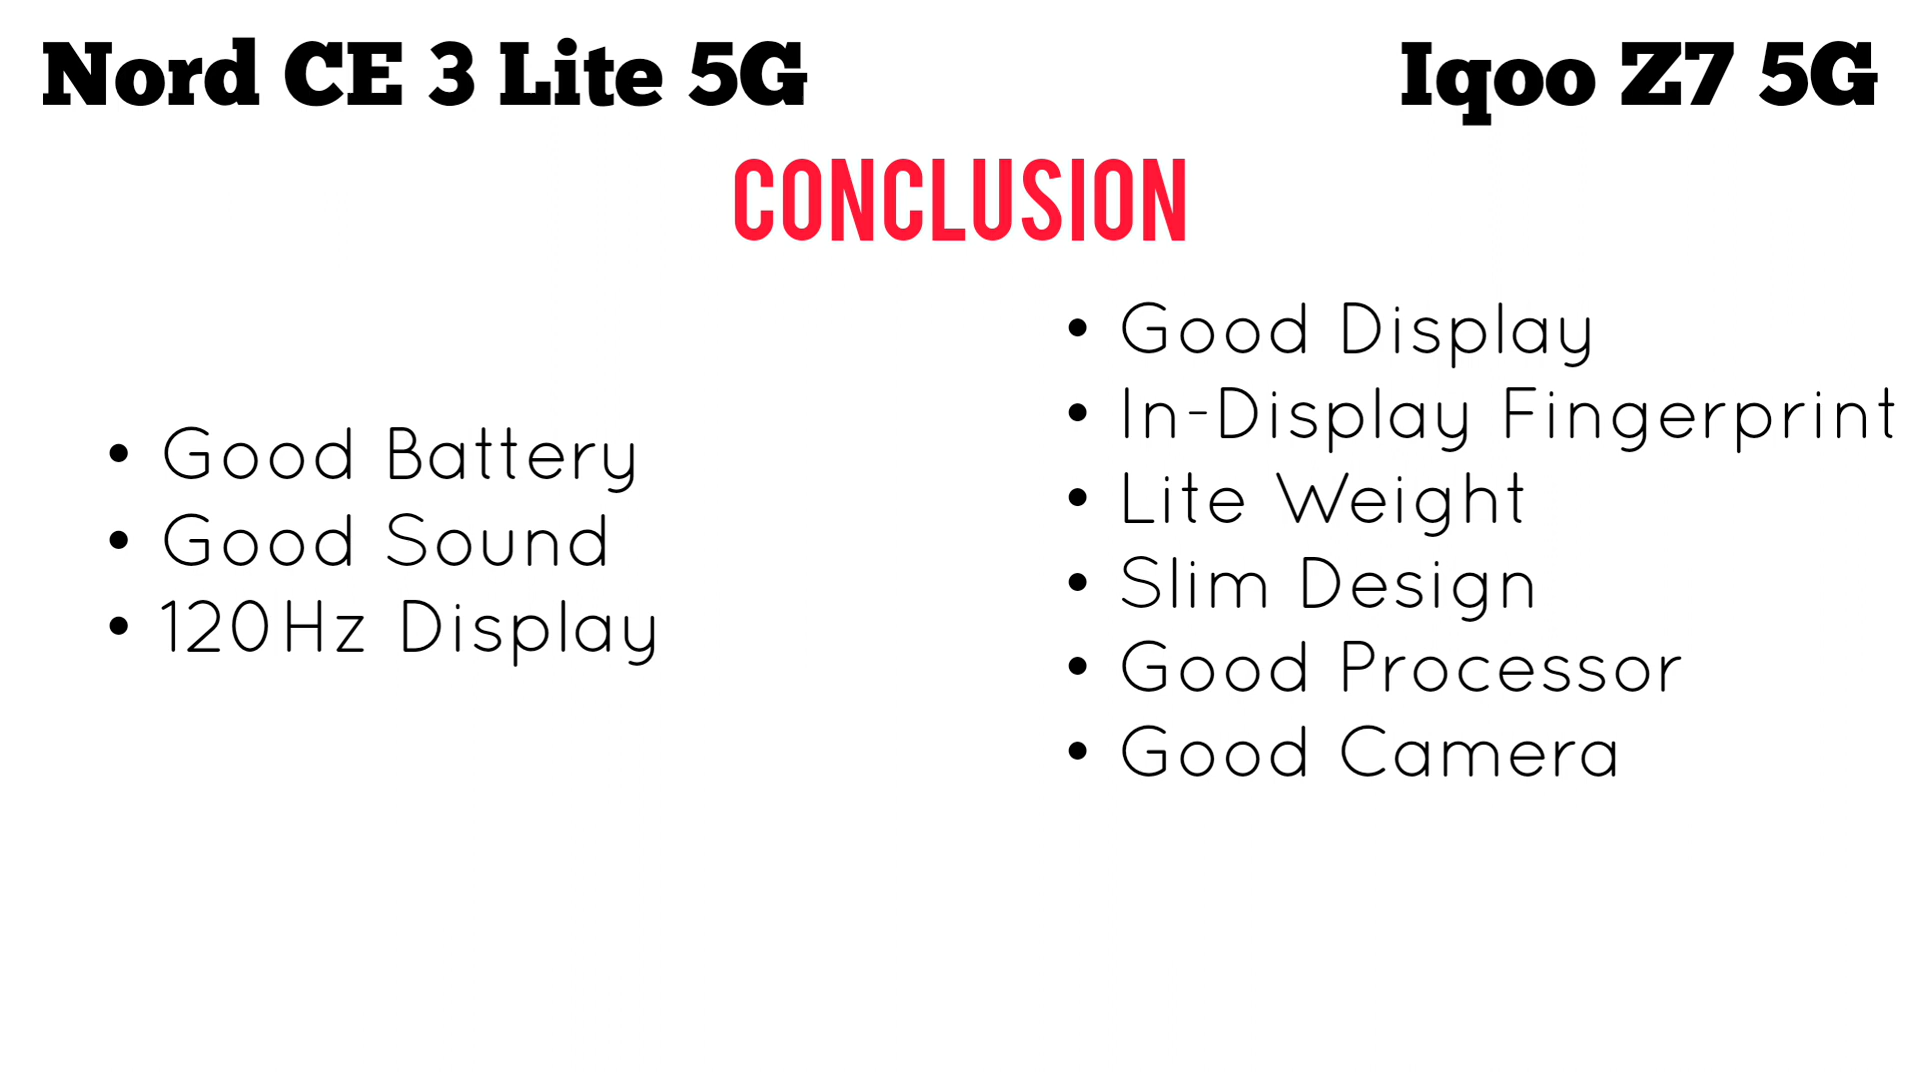 Nord CE 3 Lite 5G
Iqoo Z7 5G
CONCLUSION
• Good Battery
• Good Sound
• 120Hz Display
• Good Display
• In-Display Fingerprint
• Lite Weight
• Slim Design
• Good Processor
• Good Camera